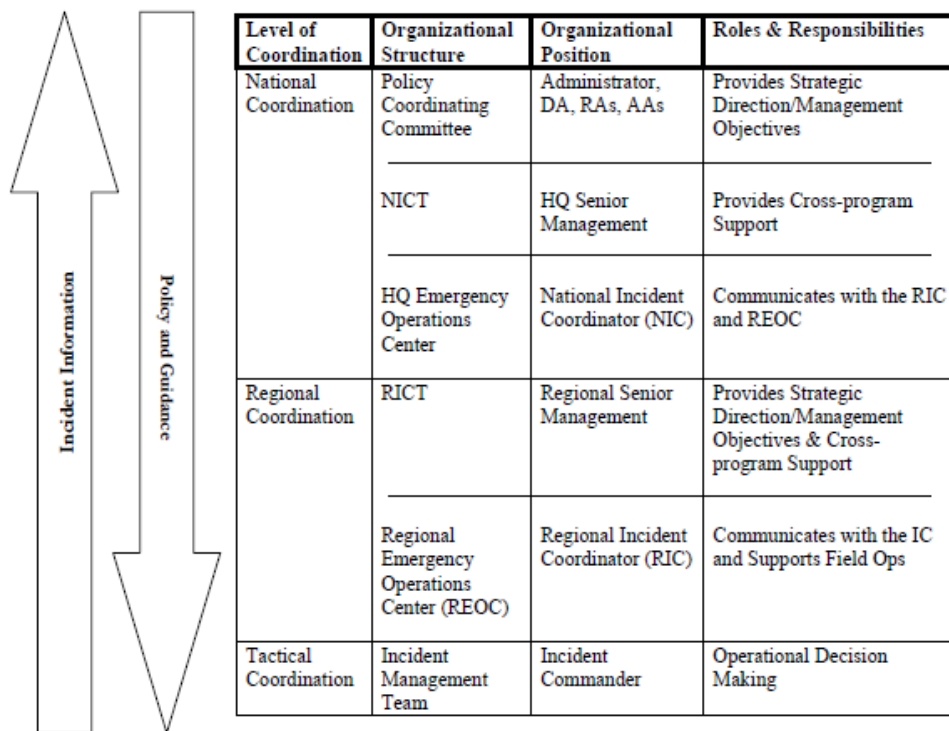 Incident Information
Policy and Guidance
Level of
Coordination
Organizational
Structure
Organizational
Position
Roles & Responsibilities
National
Coordination
Policy
Coordinating
Committee
Administrator,
DA, RAs, AAs
Provides Strategic
Direction/Management
Objectives
NICT
HQ Senior
Management
Provides Cross-program
Support
HQ Emergency
Operations
Center
National Incident
Coordinator (NIC)
Communicates with the RIC
and REOC
Regional
Coordination
RICT
Regional Senior
Management
Provides Strategic
Direction/Management
Objectives & Cross-
program Support
Regional
Emergency
Operations
Center (REOC)
Regional Incident
Coordinator (RIC)
Communicates with the IC
and Supports Field Ops
Tactical
Coordination
Incident
Management
Team
Incident
Commander
Operational Decision
Making